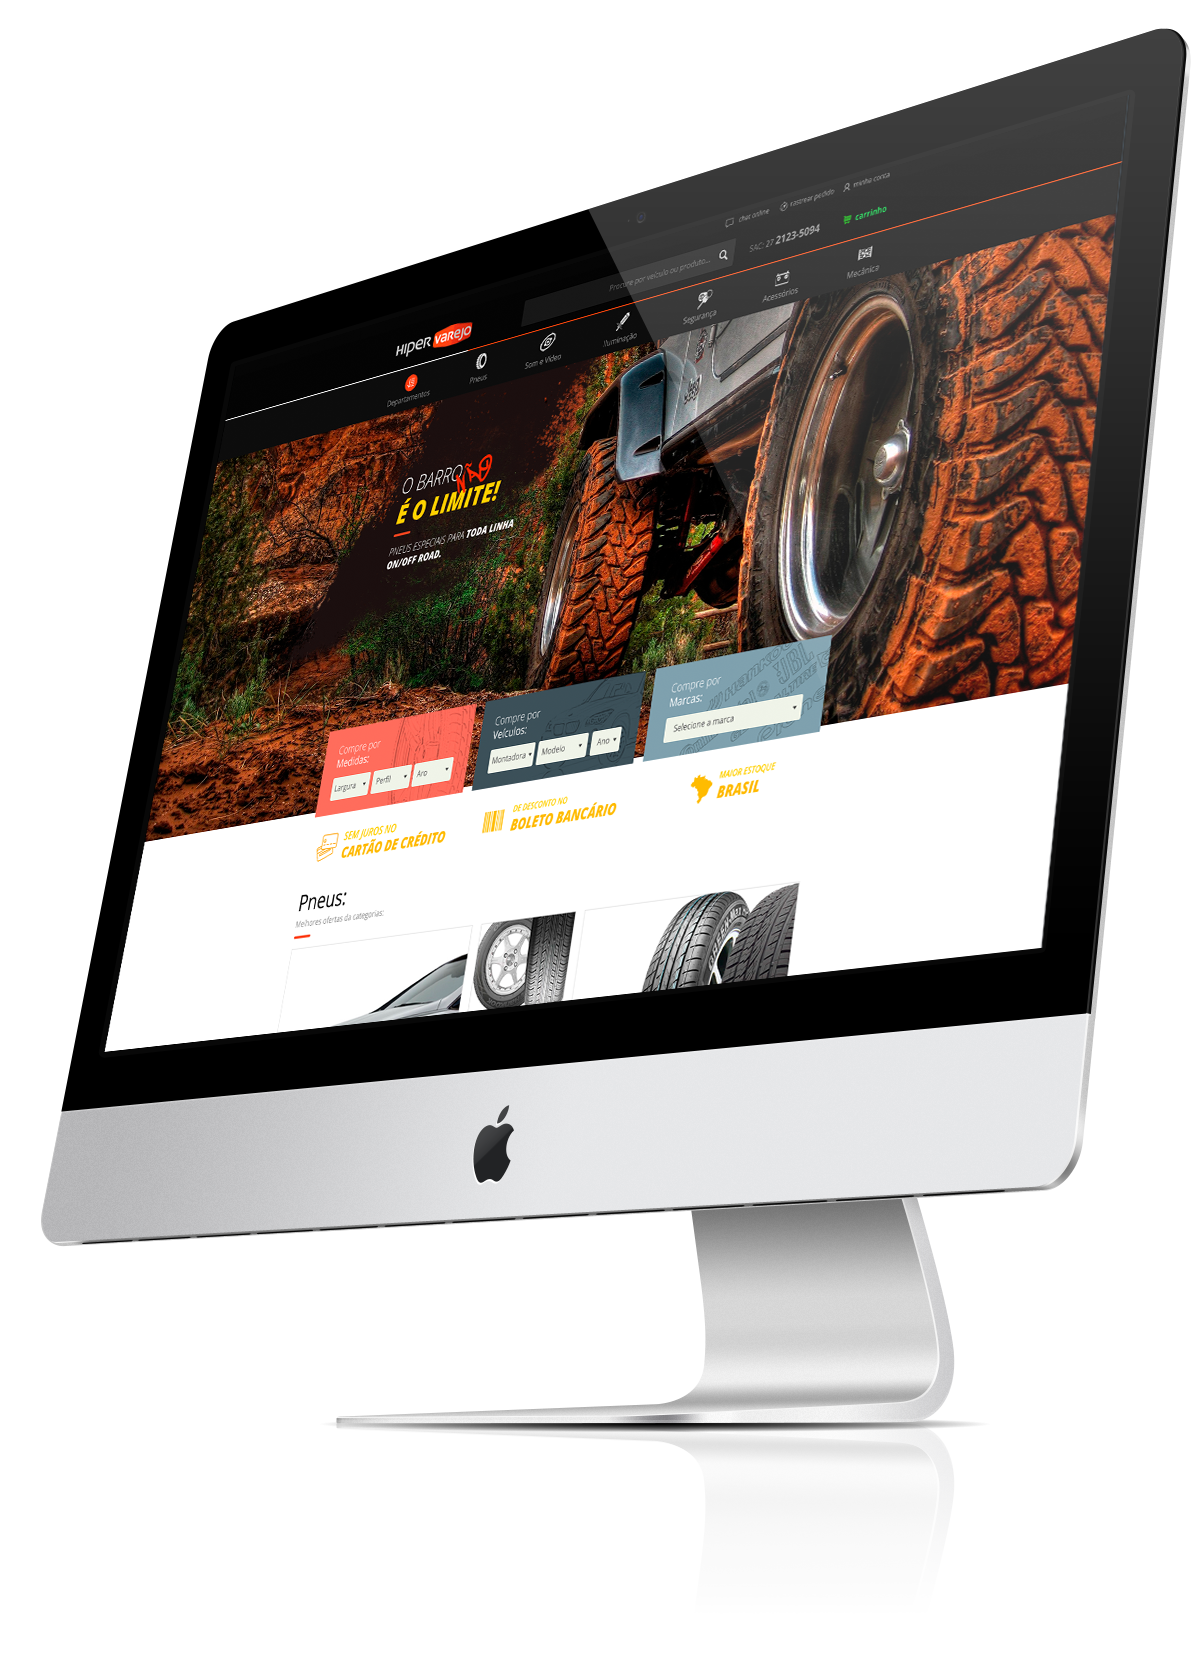 chat online
rastrear pedido
minha conta
Procure por veículo ou produto...
SAC: 27 2123-5094
carrinho
HIPER VAREJO
48
Departamentos
Pneus
Som e Vídeo
Iluminação
Segurança
Acessórios
Mecânica
O BARRO NÃO
É O LIMITE!
PNEUS ESPECIAIS PARA TODA LINHA
ON/OFF ROAD.
Compre por
Medidas:
Largura
Perfil
Aro
Compre por
Veículos:
Montadora
Modelo
Ano
Compre por
Marcas:
Selecione a marca
JBL
SEM JUROS NO
CARTÃO DE CRÉDITO
DE DESCONTO NO
BOLETO BANCÁRIO
MAIOR ESTOQUE
BRASIL
Pneus:
Melhores ofertas da categorias: